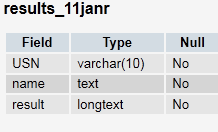 results_11janr
Field Type Null
USN varchar(10) No
name text No
result longtext No